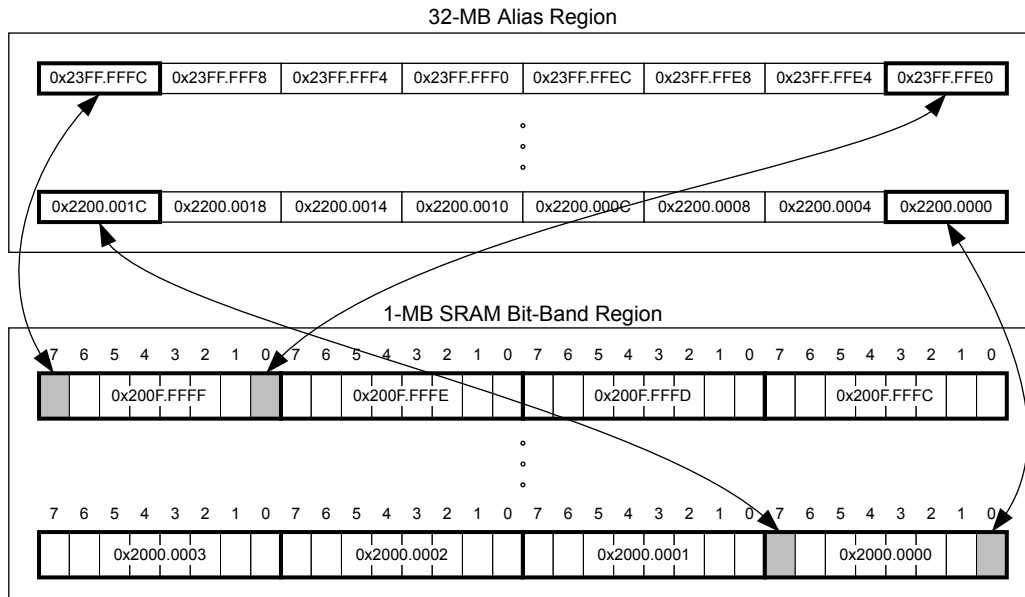 32-MB Alias Region
0x23FF.FFFC 0x23FF.FFF8 0x23FF.FFF4 0x23FF.FFF0 0x23FF.FFEC 0x23FF.FFE8 0x23FF.FFE4 0x23FF.FFE0
0x2200.001C 0x2200.0018 0x2200.0014 0x2200.0010 0x2200.000C 0x2200.0008 0x2200.0004 0x2200.0000
1-MB SRAM Bit-Band Region
7 6 5 4 3 2 1 0 7 6 5 4 3 2 1 0 7 6 5 4 3 2 1 0 7 6 5 4 3 2 1 0
0x200F.FFFF 0x200F.FFFE 0x200F.FFFD 0x200F.FFFC
7 6 5 4 3 2 1 0 7 6 5 4 3 2 1 0 7 6 5 4 3 2 1 0 7 6 5 4 3 2 1 0
0x2000.0003 0x2000.0002 0x2000.0001 0x2000.0000